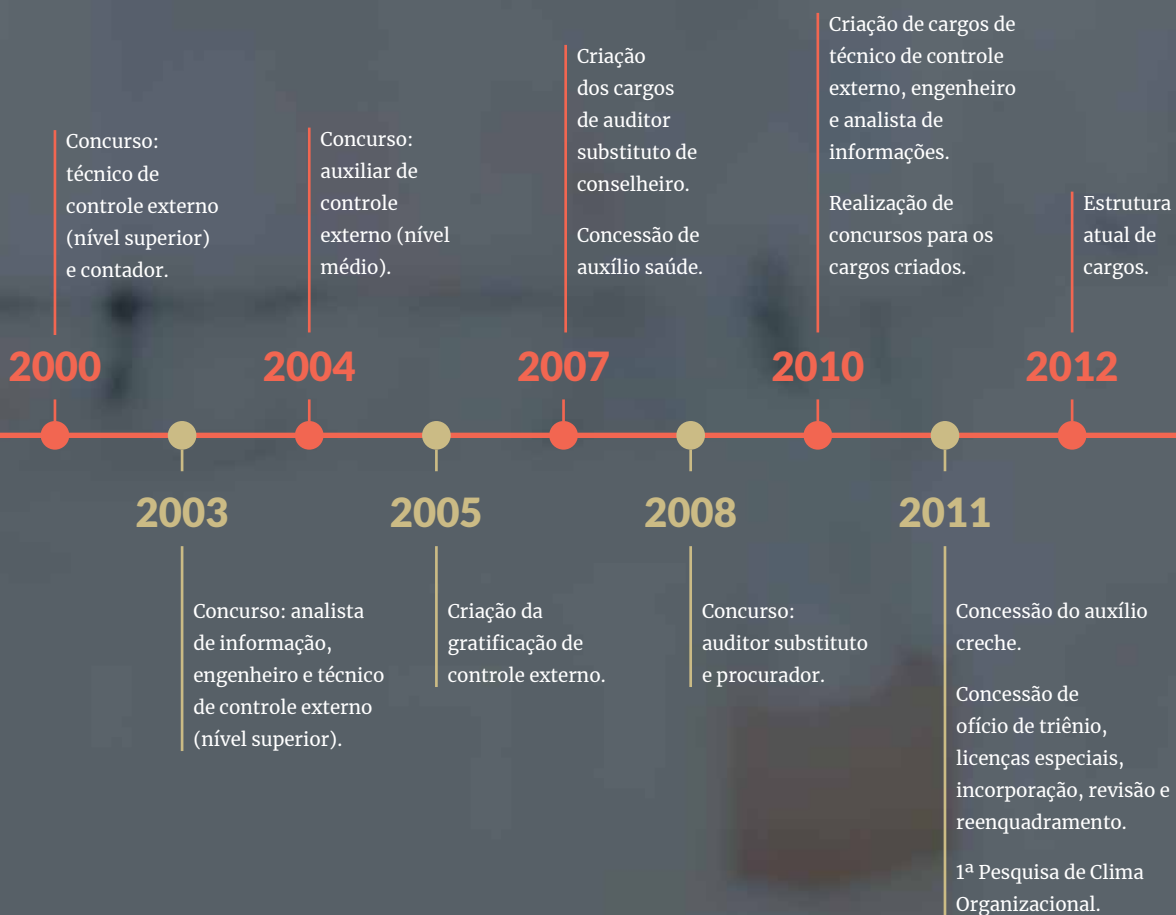 Concurso:
técnico de
controle externo
(nível superior)
e contador.
2000
2003
Concurso: analista
de informação,
engenheiro e técnico
de controle externo
(nível superior).
Concurso:
auxiliar de
controle
externo (nível
médio).
2004
2005
Criação da
gratificação de
controle externo.
Criação
dos cargos
de auditor
substituto de
conselheiro.
Concessão de
auxílio saúde.
2007
2008
Concurso:
auditor substituto
e procurador.
Criação de cargos de
técnico de controle
externo, engenheiro
e analista de
informações.
Realização de
concursos para os
cargos criados.
2010
2011
Concessão do auxílio
creche.
Concessão de
ofício de triênio,
licenças especiais,
incorporação, revisão e
reenquadramento.
1ª Pesquisa de Clima
Organizacional.
Estrutura
atual de
cargos.
2012